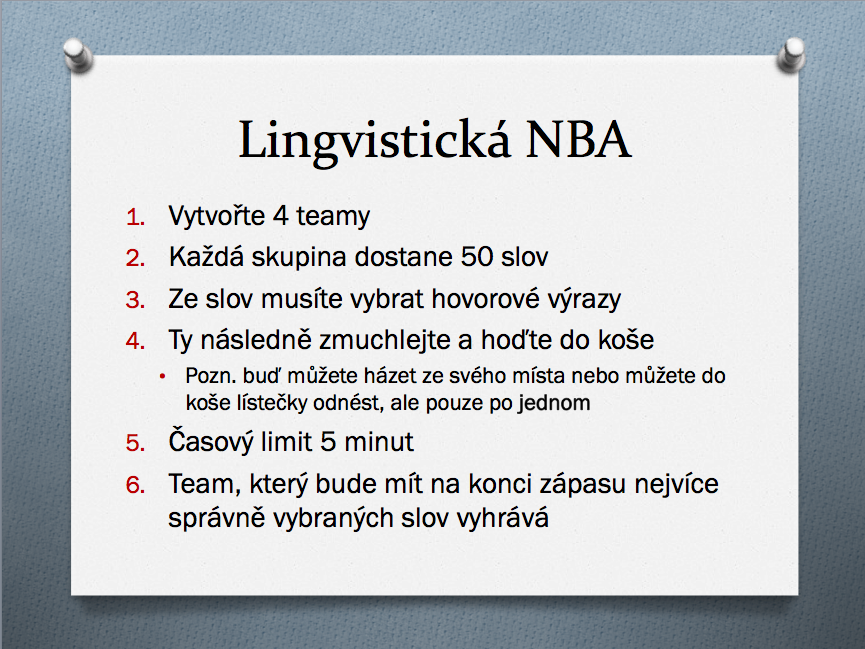 Lingvistická NBA
1. Vytvořte 4 teamy
2. Každá skupina dostane 50 slov
3. Ze slov musíte vybrat hovorové výrazy
4. Ty následně zmuchlejte a hoďte do koše
• Pozn. buď můžete házet ze svého místa nebo můžete do
koše lístečky odnést, ale pouze po jednom
5. Časový limit 5 minut
6. Team, který bude mít na konci zápasu nejvíce
správně vybraných slov vyhrává